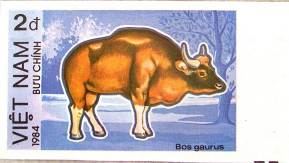 VIỆT NAM
1984
2đ
BƯU CHÍNH
Bos gaurus